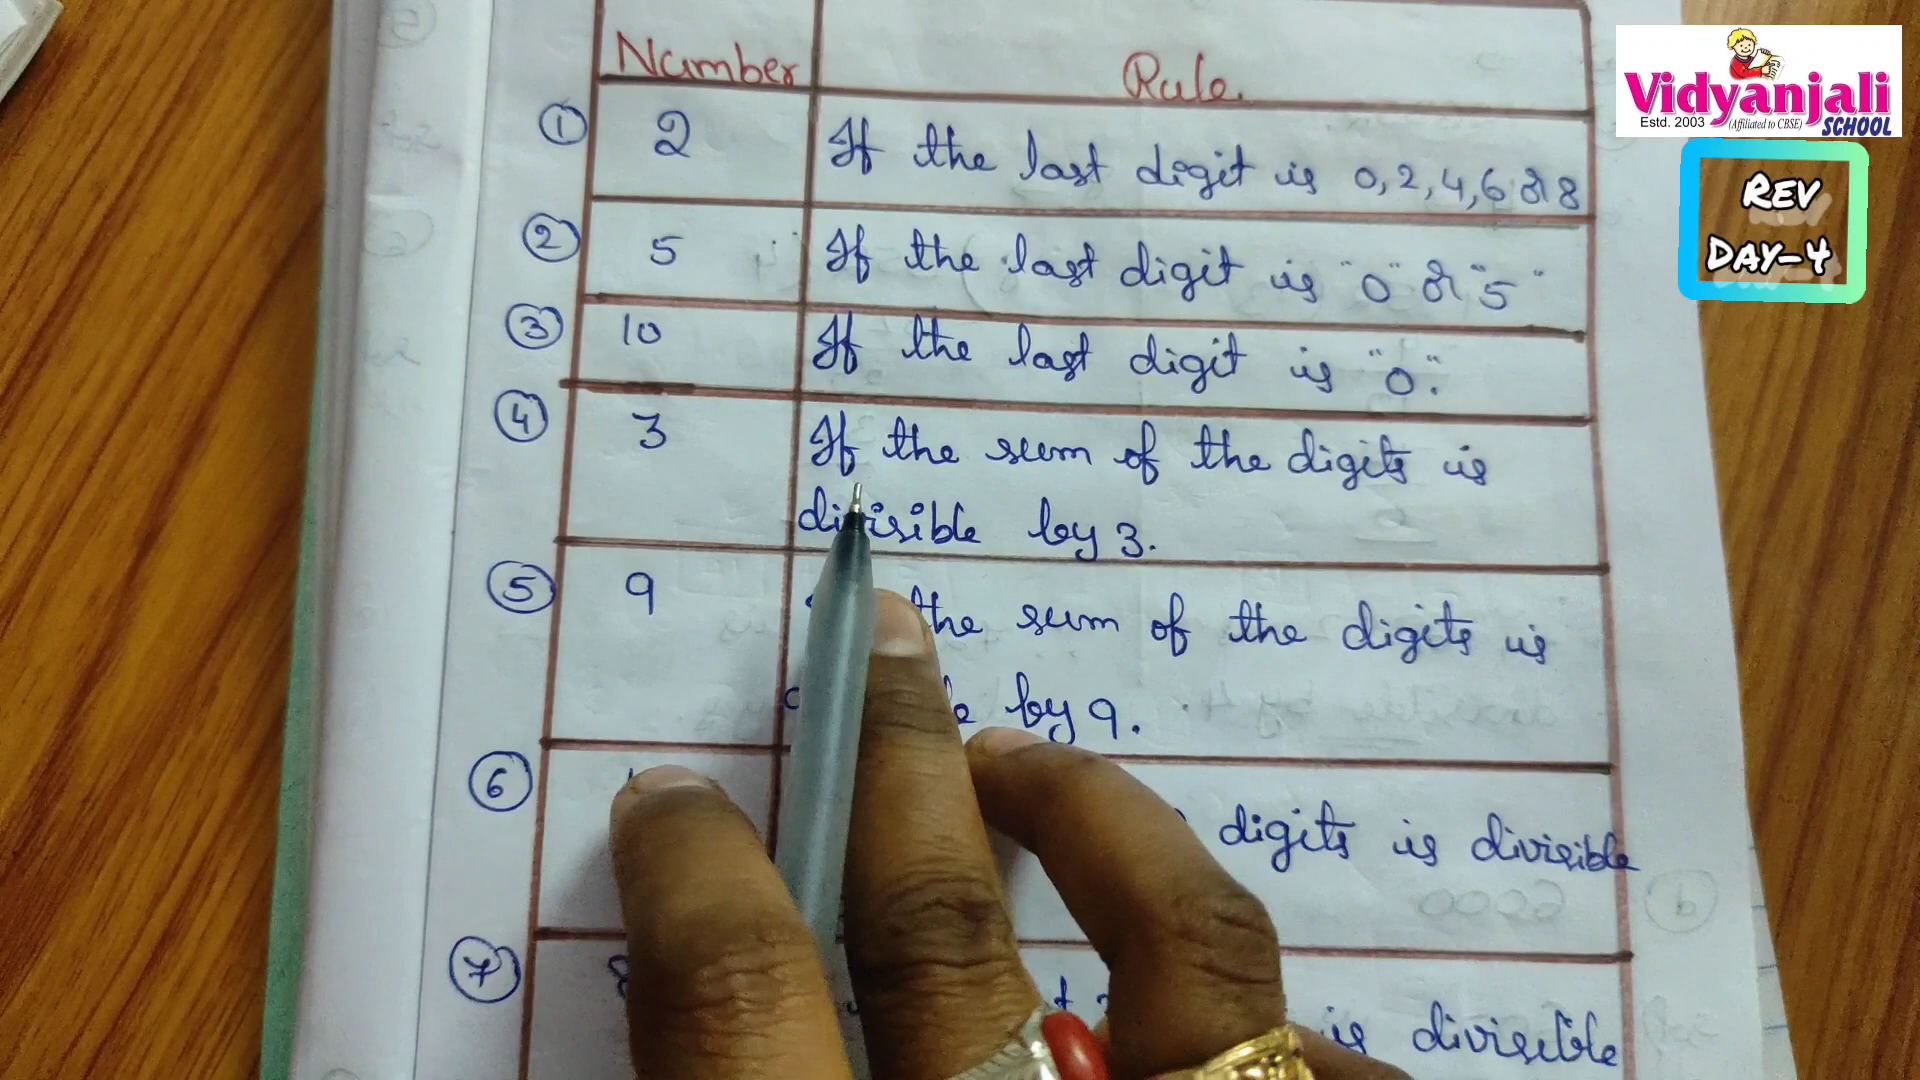 Number Rule.
① 2 If the last digit is 0, 2, 4, 6 or 8
② 5 If the last digit is "0" or "5"
③ 10 If the last digit is "0".
④ 3 If the sum of the digits is
divisible by 3.
⑤ 9 the sum of the digits is
by 9.
⑥ digits is divisible
⑦ 8 is divisible
Vidyanjali
Estd. 2003 (Affiliated to CBSE) SCHOOL
REV
DAY-4